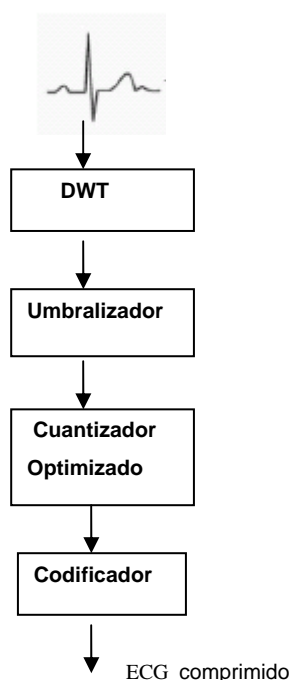 DWT
Umbralizador
Cuantizador
Optimizado
Codificador
ECG comprimido